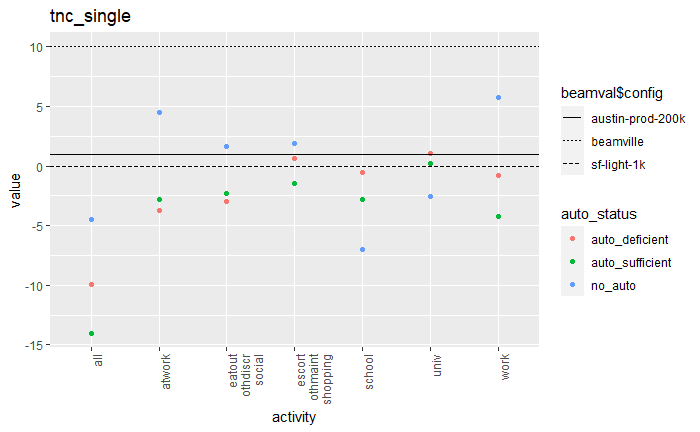 tnc_single
10
5
0
-5
-10
-15
value
all
atwork
eatout
othdiscr
social
escort
othmaint
shopping
school
univ
work
activity
beamval$config
austin-prod-200k
beamville
sf-light-1k
auto_status
auto_deficient
auto_sufficient
no_auto